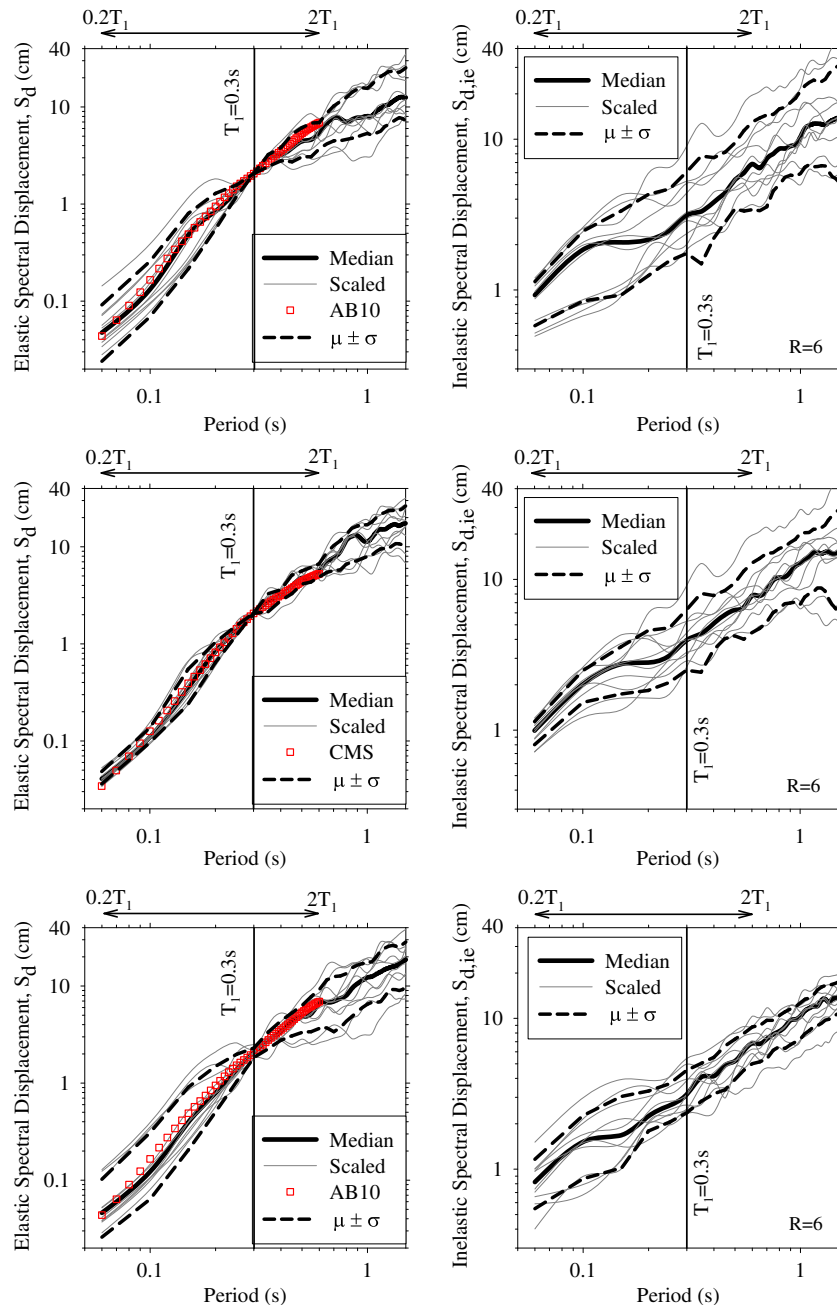 0.2T1 2T1
Elastic Spectral Displacement, Sd (cm)
40
10
1
0.1
T1=0.3s
Median
Scaled
AB10
μ ± σ
0.1 1
Period (s)
0.2T1 2T1
Inelastic Spectral Displacement, Sd,ie (cm)
40
10
1
Median
Scaled
μ ± σ
T1=0.3s
R=6
0.1 1
Period (s)
0.2T1 2T1
Elastic Spectral Displacement, Sd (cm)
40
10
1
0.1
T1=0.3s
Median
Scaled
CMS
μ ± σ
0.1 1
Period (s)
0.2T1 2T1
Inelastic Spectral Displacement, Sd,ie (cm)
40
10
1
Median
Scaled
μ ± σ
T1=0.3s
R=6
0.1 1
Period (s)
0.2T1 2T1
Elastic Spectral Displacement, Sd (cm)
40
10
1
0.1
T1=0.3s
Median
Scaled
AB10
μ ± σ
0.1 1
Period (s)
0.2T1 2T1
Inelastic Spectral Displacement, Sd,ie (cm)
40
10
1
Median
Scaled
μ ± σ
T1=0.3s
R=6
0.1 1
Period (s)